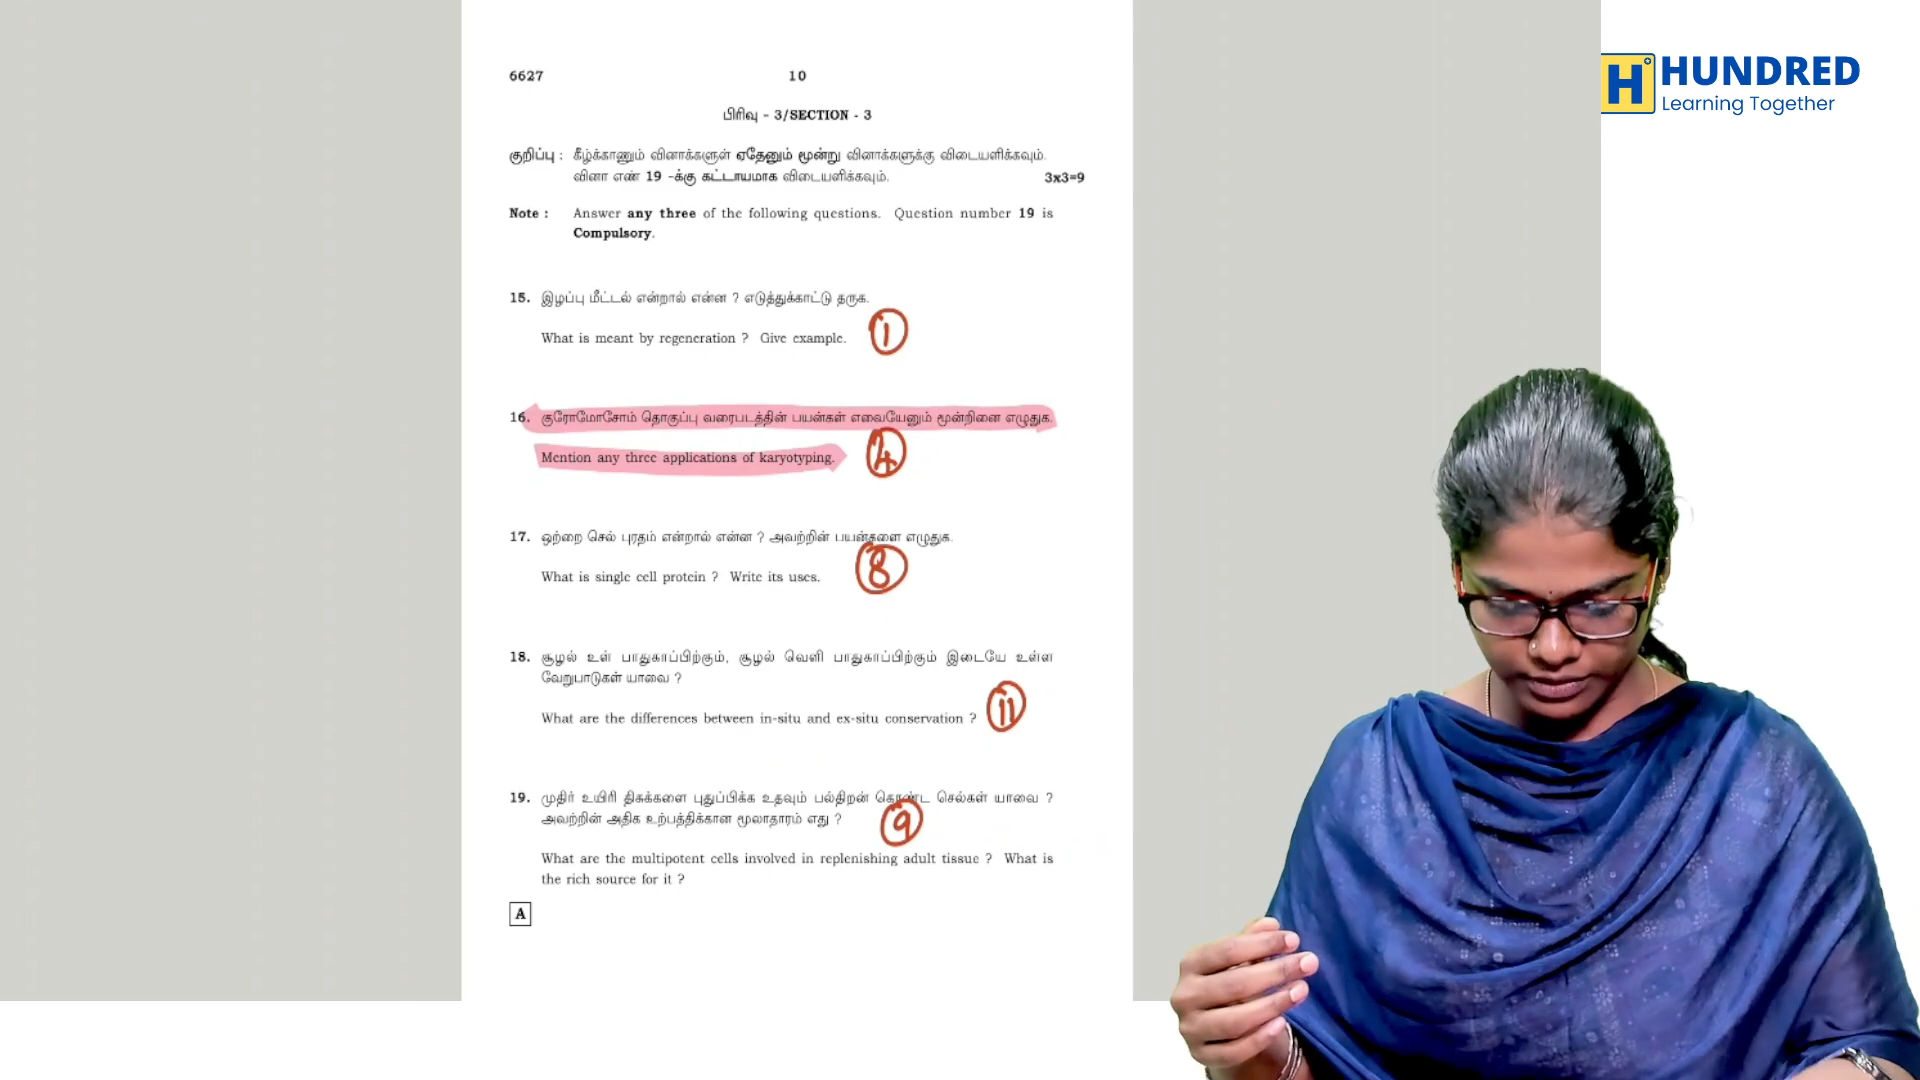 6627 10
பிரிவு - 3/SECTION - 3
குறிப்பு : கீழ்க்காணும் வினாக்களுள் ஏதேனும் மூன்று வினாக்களுக்கு விடையளிக்கவும்.
வினா எண் 19 -க்கு கட்டாயமாக விடையளிக்கவும். 3x3=9
Note : Answer any three of the following questions. Question number 19 is
Compulsory.
15. இழப்பு மீட்டல் என்றால் என்ன ? எடுத்துக்காட்டு தருக.
What is meant by regeneration ? Give example.
1
16. குரோமோசோம் தொகுப்பு வரைபடத்தின் பயன்கள் எவையேனும் மூன்றினை எழுதுக.
Mention any three applications of karyotyping.
17. ஒற்றை செல் புரதம் என்றால் என்ன ? அவற்றின் பயன்களை எழுதுக.
What is single cell protein ? Write its uses.
8
18. சூழல் உள் பாதுகாப்பிற்கும், சூழல் வெளி பாதுகாப்பிற்கும் இடையே உள்ள
வேறுபாடுகள் யாவை ?
What are the differences between in-situ and ex-situ conservation ?
11
19. முதிர் உயிரி திசுக்களை புதுப்பிக்க உதவும் பல்திறன் கொண்ட செல்கள் யாவை ?
அவற்றின் அதிக உற்பத்திக்கான மூலாதாரம் எது ?
9
What are the multipotent cells involved in replenishing adult tissue ? What is
the rich source for it ?
A
H HUNDRED
Learning Together